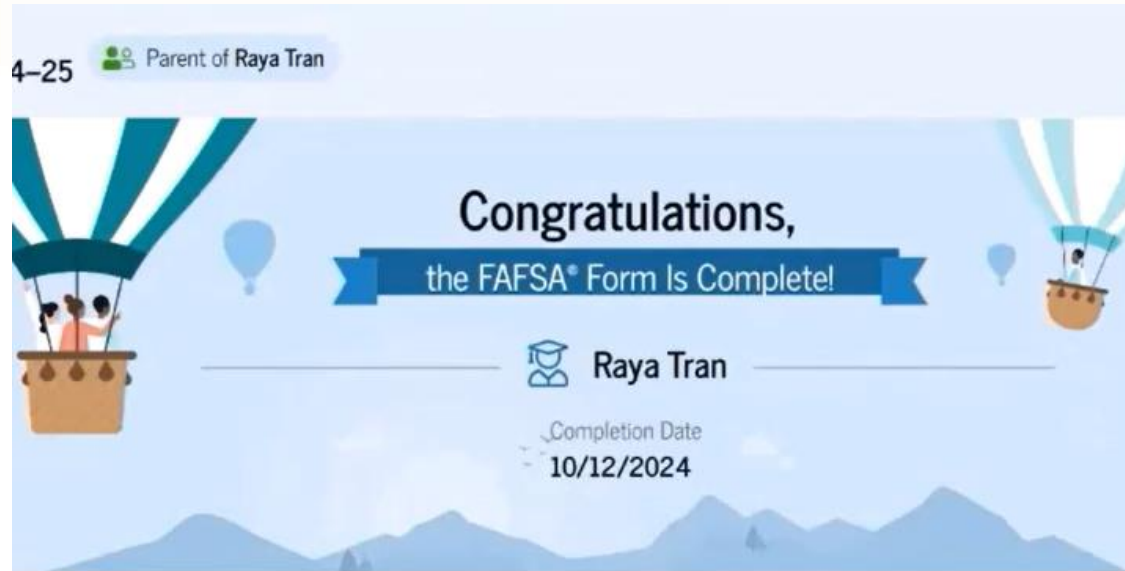 4–25
Parent of Raya Tran
Congratulations,
the FAFSA® Form Is Complete!
Raya Tran
Completion Date
10/12/2024